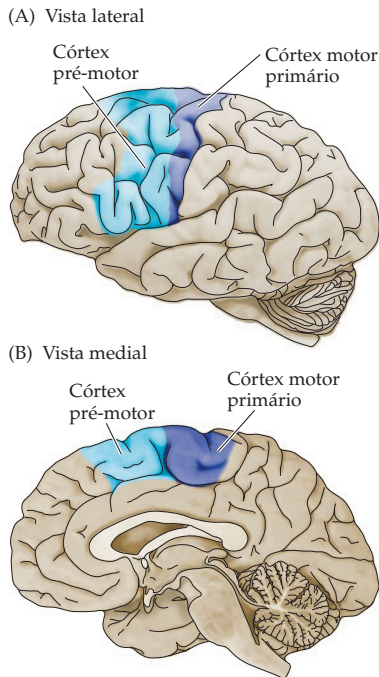 (A) Vista lateral
Córtex
pré-motor
Córtex motor
primário
(B) Vista medial
Córtex
pré-motor
Córtex motor
primário